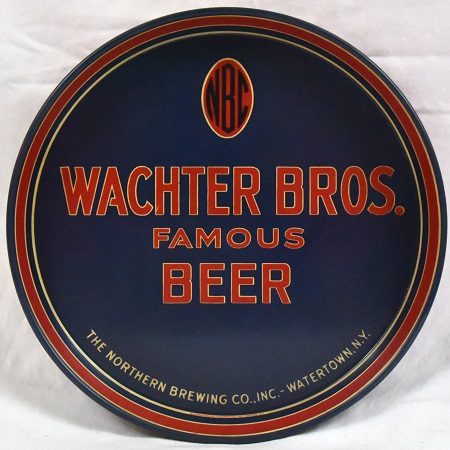 NBC
WACHTER BROS.
FAMOUS
BEER
THE NORTHERN BREWING CO., INC. - WATERTOWN, N.Y.